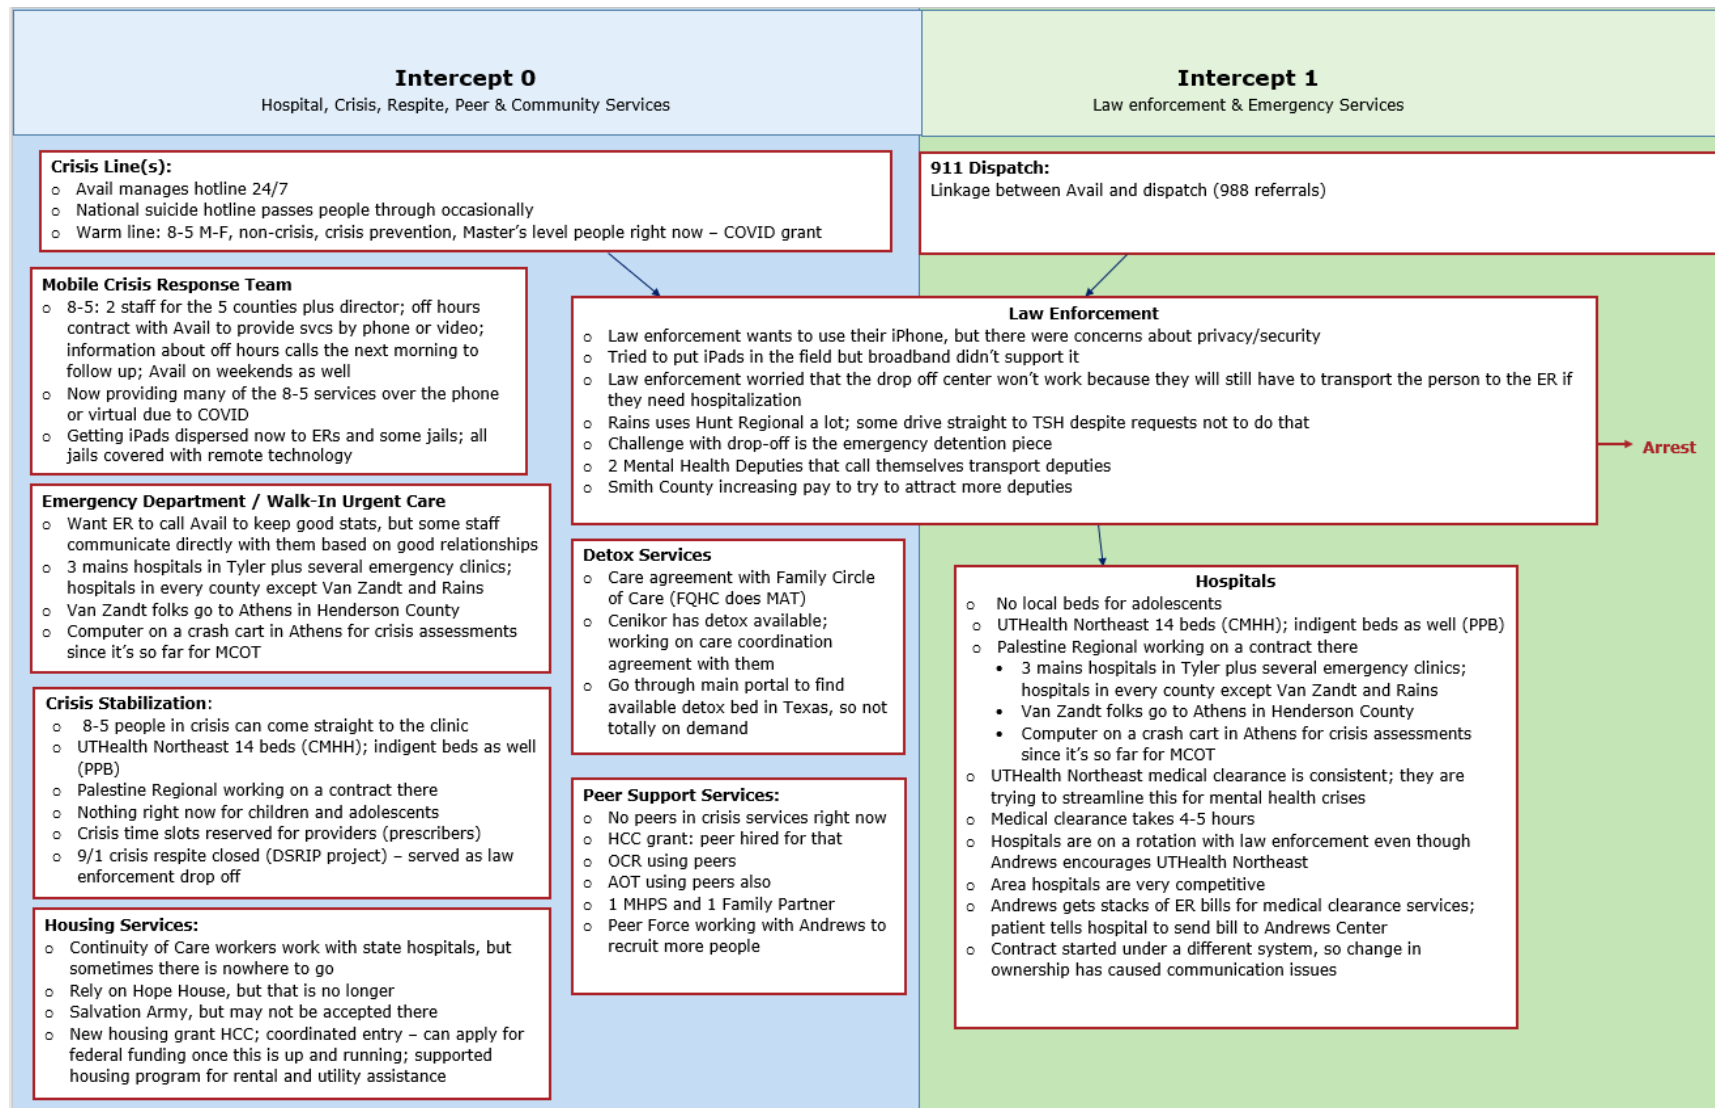 Intercept 0
Hospital, Crisis, Respite, Peer & Community Services
Intercept 1
Law enforcement & Emergency Services
Crisis Line(s):
o Avail manages hotline 24/7
o National suicide hotline passes people through occasionally
o Warm line: 8-5 M-F, non-crisis, crisis prevention, Master's level people right now – COVID grant
911 Dispatch:
Linkage between Avail and dispatch (988 referrals)
Mobile Crisis Response Team
o 8-5: 2 staff for the 5 counties plus director; off hours
contract with Avail to provide svcs by phone or video;
information about off hours calls the next morning to
follow up; Avail on weekends as well
o Now providing many of the 8-5 services over the phone
or virtual due to COVID
o Getting iPads dispersed now to ERs and some jails; all
jails covered with remote technology
Law Enforcement
o Law enforcement wants to use their iPhone, but there were concerns about privacy/security
o Tried to put iPads in the field but broadband didn't support it
o Law enforcement worried that the drop off center won't work because they will still have to transport the person to the ER if
they need hospitalization
o Rains uses Hunt Regional a lot; some drive straight to TSH despite requests not to do that
o Challenge with drop-off is the emergency detention piece
o 2 Mental Health Deputies that call themselves transport deputies
o Smith County increasing pay to try to attract more deputies
Arrest
Emergency Department / Walk-In Urgent Care
o Want ER to call Avail to keep good stats, but some staff
communicate directly with them based on good relationships
o 3 mains hospitals in Tyler plus several emergency clinics;
hospitals in every county except Van Zandt and Rains
o Van Zandt folks go to Athens in Henderson County
o Computer on a crash cart in Athens for crisis assessments
since it's so far for MCOT
Crisis Stabilization:
o 8-5 people in crisis can come straight to the clinic
o UTHealth Northeast 14 beds (CMHH); indigent beds as well
(PPB)
o Palestine Regional working on a contract there
o Nothing right now for children and adolescents
o Crisis time slots reserved for providers (prescribers)
o 9/1 crisis respite closed (DSRIP project) – served as law
enforcement drop off
Housing Services:
o Continuity of Care workers work with state hospitals, but
sometimes there is nowhere to go
o Rely on Hope House, but that is no longer
o Salvation Army, but may not be accepted there
o New housing grant HCC; coordinated entry – can apply for
federal funding once this is up and running; supported
housing program for rental and utility assistance
Detox Services
o Care agreement with Family Circle
of Care (FQHC does MAT)
o Cenikor has detox available;
working on care coordination
agreement with them
o Go through main portal to find
available detox bed in Texas, so not
totally on demand
Peer Support Services:
o No peers in crisis services right now
o HCC grant: peer hired for that
o OCR using peers
o AOT using peers also
o 1 MHPS and 1 Family Partner
o Peer Force working with Andrews to
recruit more people
Hospitals
o No local beds for adolescents
o UTHealth Northeast 14 beds (CMHH); indigent beds as well (PPB)
o Palestine Regional working on a contract there
• 3 mains hospitals in Tyler plus several emergency clinics;
hospitals in every county except Van Zandt and Rains
• Van Zandt folks go to Athens in Henderson County
• Computer on a crash cart in Athens for crisis assessments
since it's so far for MCOT
o UTHealth Northeast medical clearance is consistent; they are
trying to streamline this for mental health crises
o Medical clearance takes 4-5 hours
o Hospitals are on a rotation with law enforcement even though
Andrews encourages UTHealth Northeast
o Area hospitals are very competitive
o Andrews gets stacks of ER bills for medical clearance services;
patient tells hospital to send bill to Andrews Center
o Contract started under a different system, so change in
ownership has caused communication issues